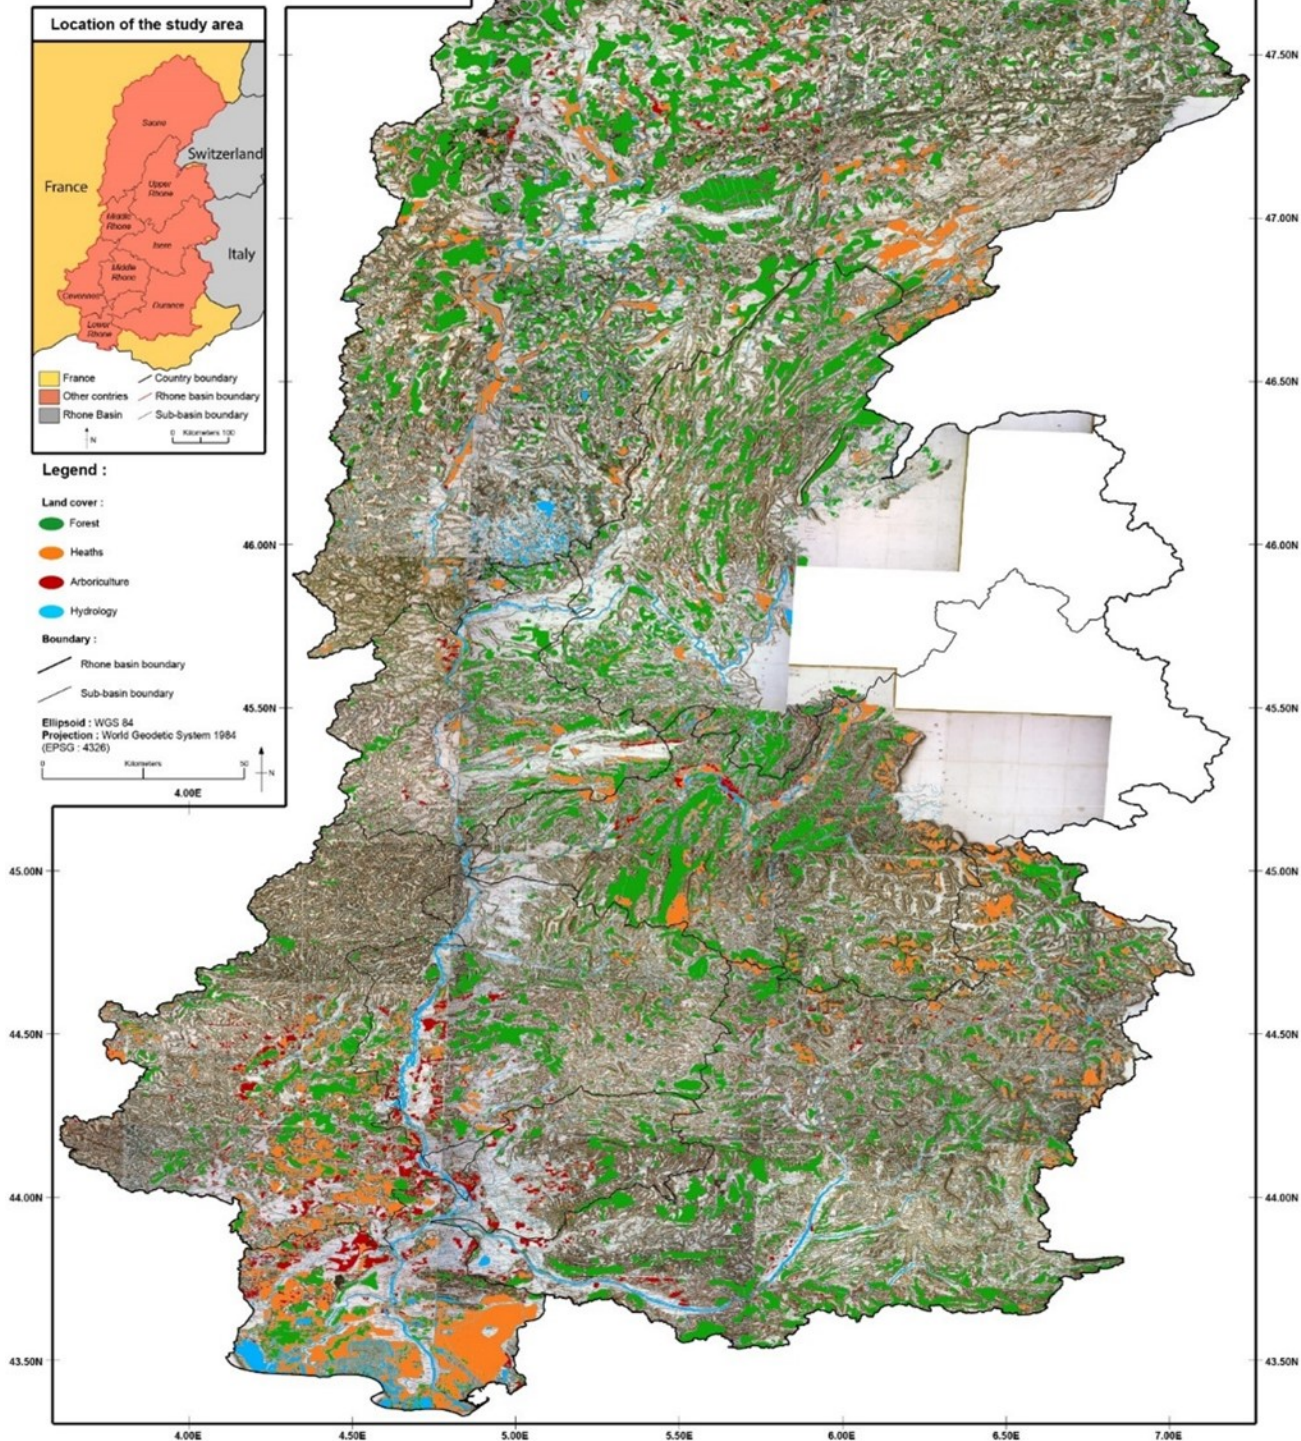 Location of the study area
Saone
Switzerland
France
Upper
Rhone
Middle
Rhone
Isere
Italy
Middle
Rhone
Cevennes
Durance
Lower
Rhone
France
Country boundary
Other contries
Rhone basin boundary
Rhone Basin
Sub-basin boundary
N
0 Kilometers 100
Legend :
Land cover :
Forest
Heaths
Arboriculture
Hydrology
Boundary :
Rhone basin boundary
Sub-basin boundary
Ellipsoid : WGS 84
Projection : World Geodetic System 1984
(EPSG : 4326)
0 Kilometers 50
N
4.00E
47.50N
47.00N
46.50N
46.00N
46.00N
45.50N
45.50N
45.00N
45.00N
44.50N
44.50N
44.00N
44.00N
43.50N
43.50N
4.00E
4.50E
5.00E
5.50E
6.00E
6.50E
7.00E